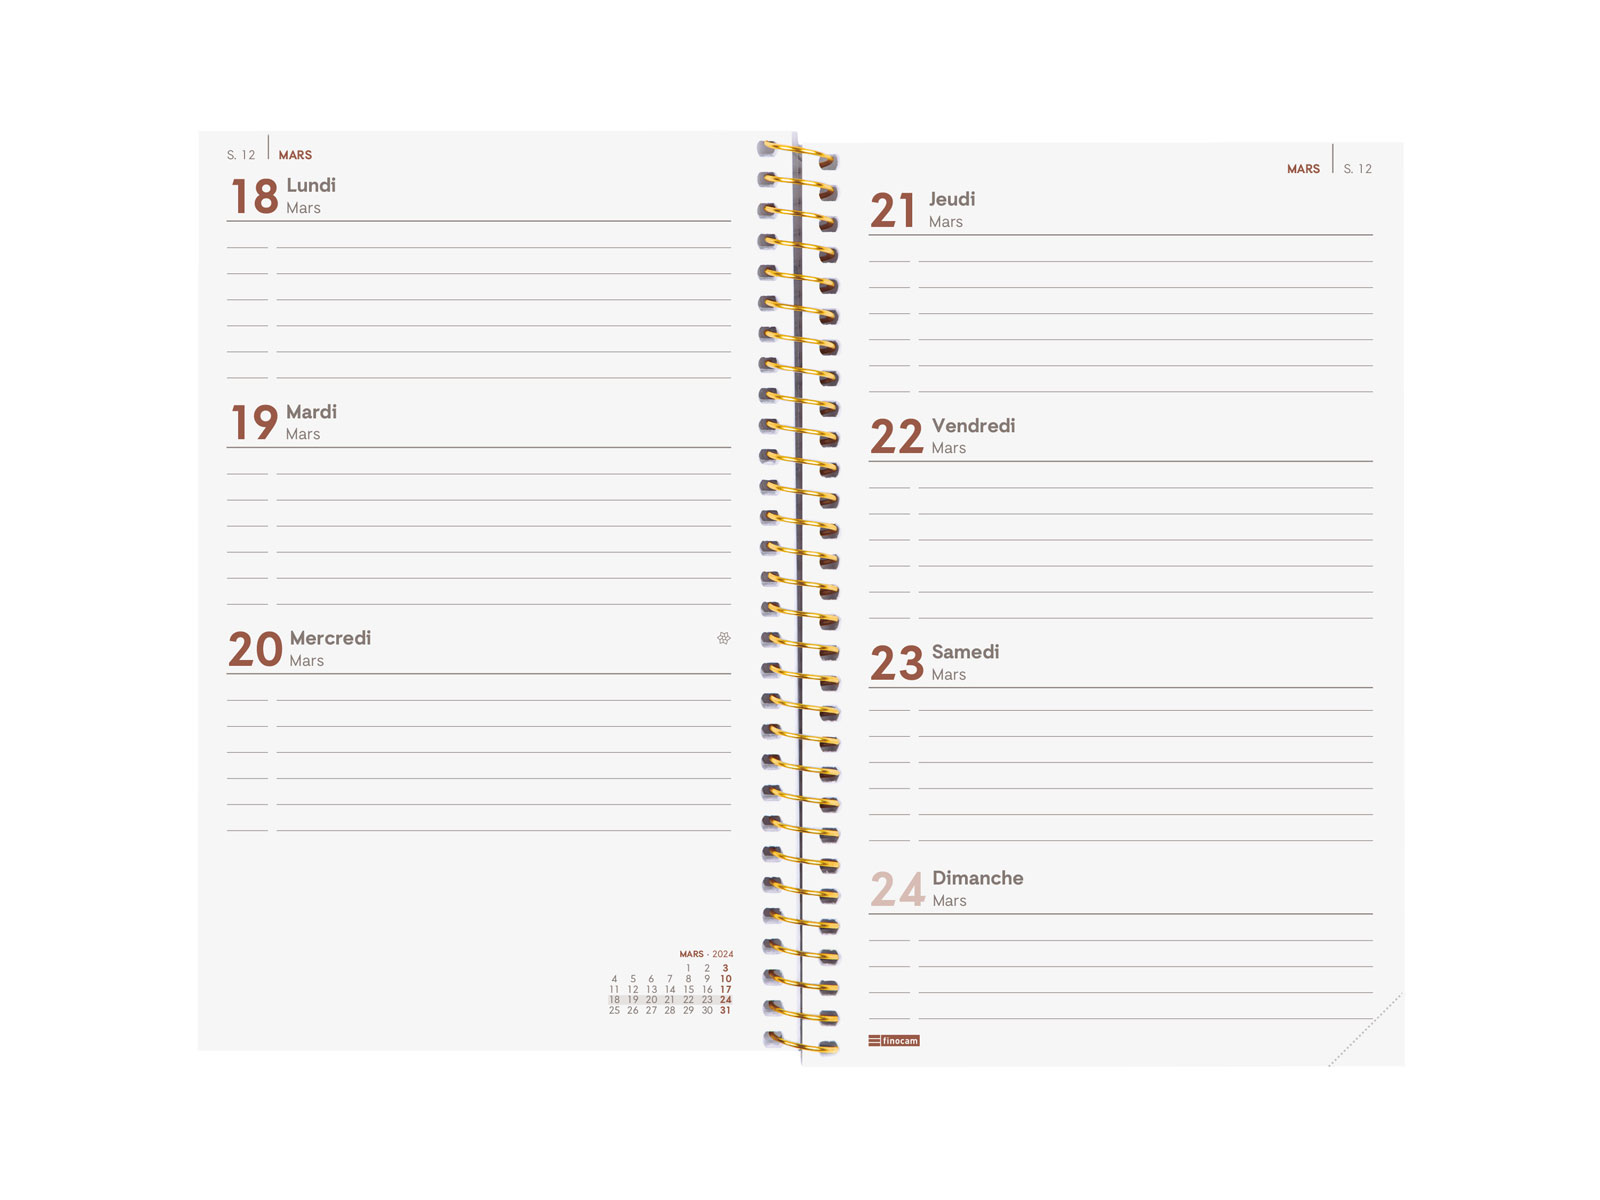 S. 12 MARS
18 Lundi
Mars
19 Mardi
Mars
20 Mercredi
Mars
MARS - 2024
1 2 3
4 5 6 7 8 9 10
11 12 13 14 15 16 17
18 19 20 21 22 23 24
25 26 27 28 29 30 31
MARS S. 12
21 Jeudi
Mars
22 Vendredi
Mars
23 Samedi
Mars
24 Dimanche
Mars
finocam